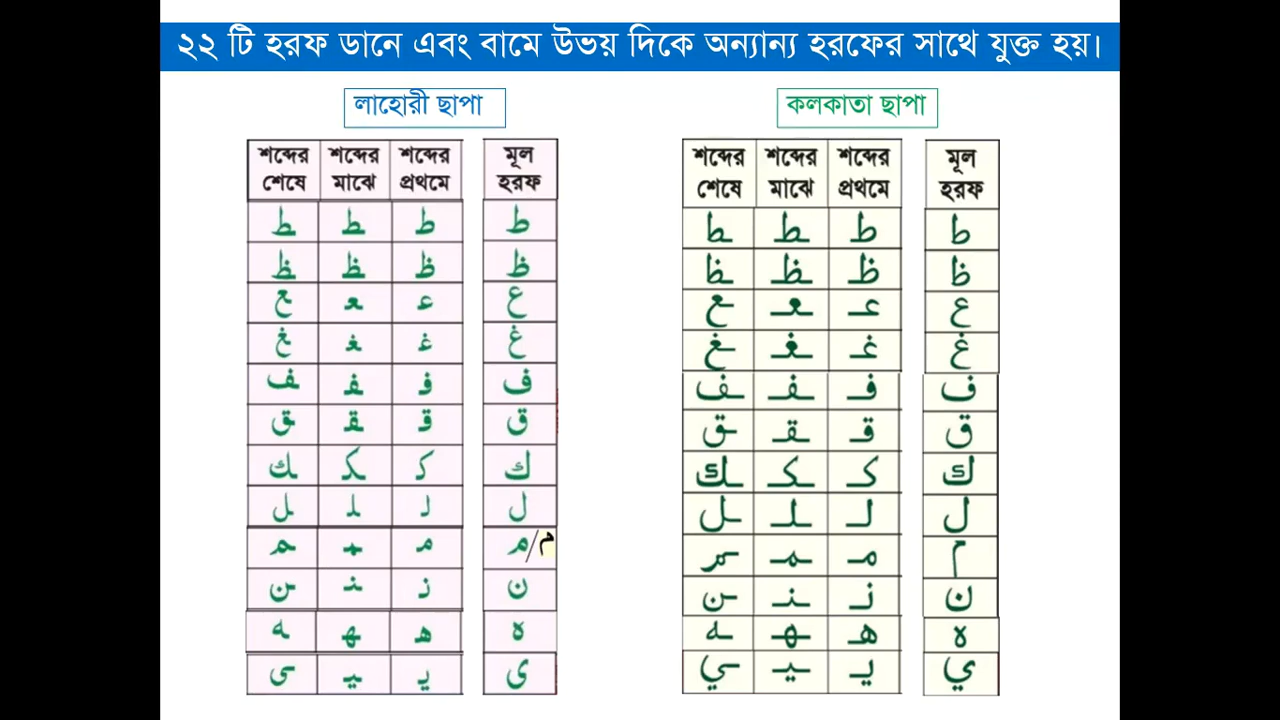 ২২ টি হরফ ডানে এবং বামে উভয় দিকে অন্যান্য হরফের সাথে যুক্ত হয়।
লাহোরী ছাপা
শব্দের শেষে শব্দের মাঝে শব্দের প্রথমে মূল হরফ
ـط ـطـ طـ ط
ـظ ـظـ ظـ ظ
ـع ـعـ عـ ع
ـغ ـغـ غـ غ
ـف ـفـ فـ ف
ـق ـقـ قـ ق
ـك ـكـ كـ ك
ـل ـلـ لـ ل
ـم ـمـ مـ م/م
ـن ـنـ نـ ن
ـه ـهـ هـ ه
ـى ـيـ يـ ى
কলকাতা ছাপা
শব্দের শেষে শব্দের মাঝে শব্দের প্রথমে মূল হরফ
ـط ـطـ طـ ط
ـظ ـظـ ظـ ظ
ـع ـعـ عـ ع
ـغ ـغـ غـ غ
ـف ـفـ فـ ف
ـق ـقـ قـ ق
ـك ـكـ كـ ك
ـل ـلـ لـ ل
ـم ـمـ مـ م
ـن ـنـ نـ ن
ـه ـهـ هـ ه
ـي ـيـ يـ ي